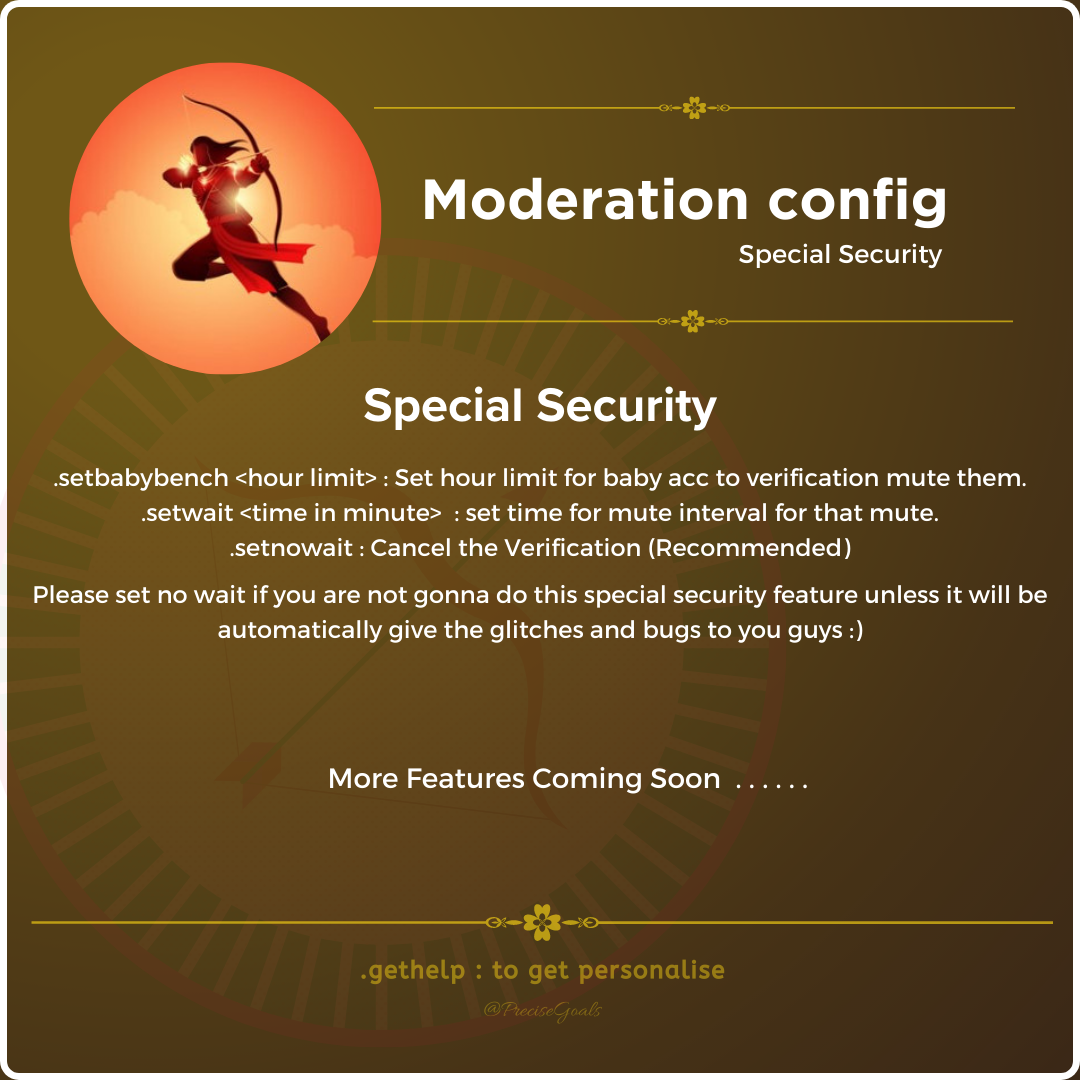 Moderation config
Special Security
Special Security
.setbabybench <hour limit> : Set hour limit for baby acc to verification mute them.
.setwait <time in minute>  : set time for mute interval for that mute.
.setnowait : Cancel the Verification (Recommended)
Please set no wait if you are not gonna do this special security feature unless it will be
automatically give the glitches and bugs to you guys :)
More Features Coming Soon  . . . . . .
.gethelp : to get personalise
@PreciseGoals